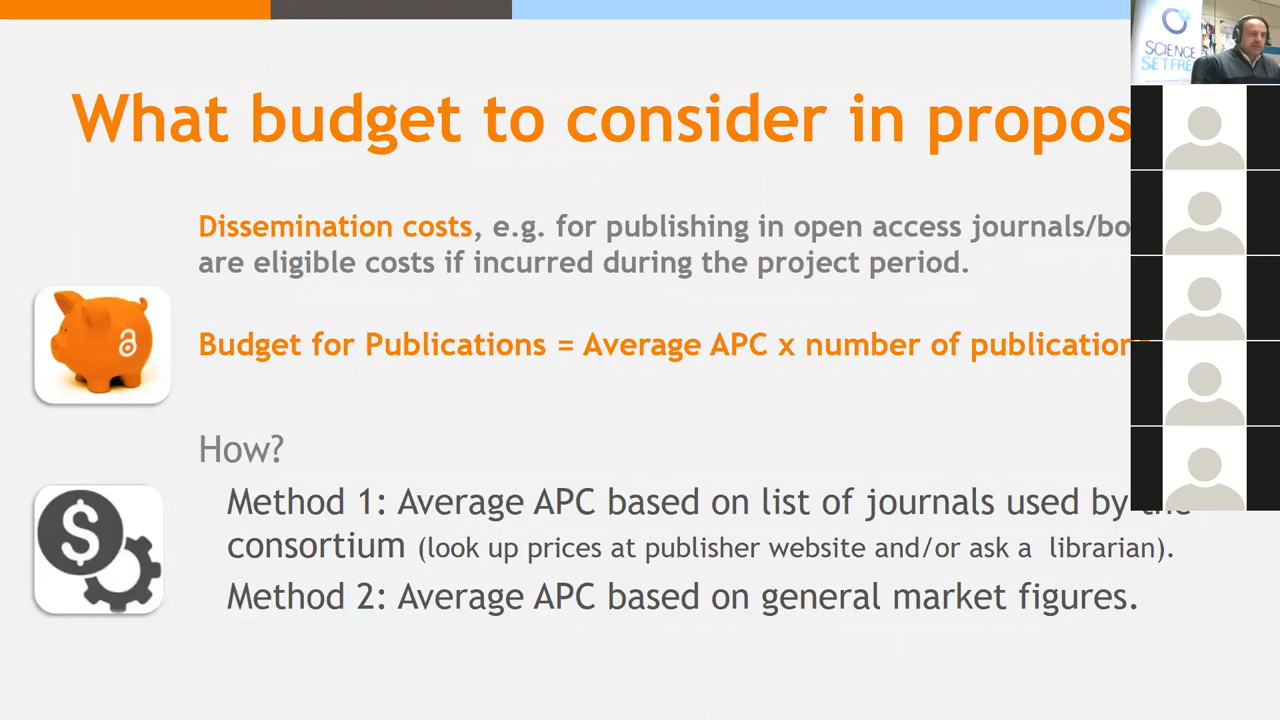 What budget to consider in propos
Dissemination costs, e.g. for publishing in open access journals/bo
are eligible costs if incurred during the project period.
Budget for Publications = Average APC x number of publication
How?
Method 1: Average APC based on list of journals used by the
consortium (look up prices at publisher website and/or ask a librarian).
Method 2: Average APC based on general market figures.
SCIENCE
SET FRE